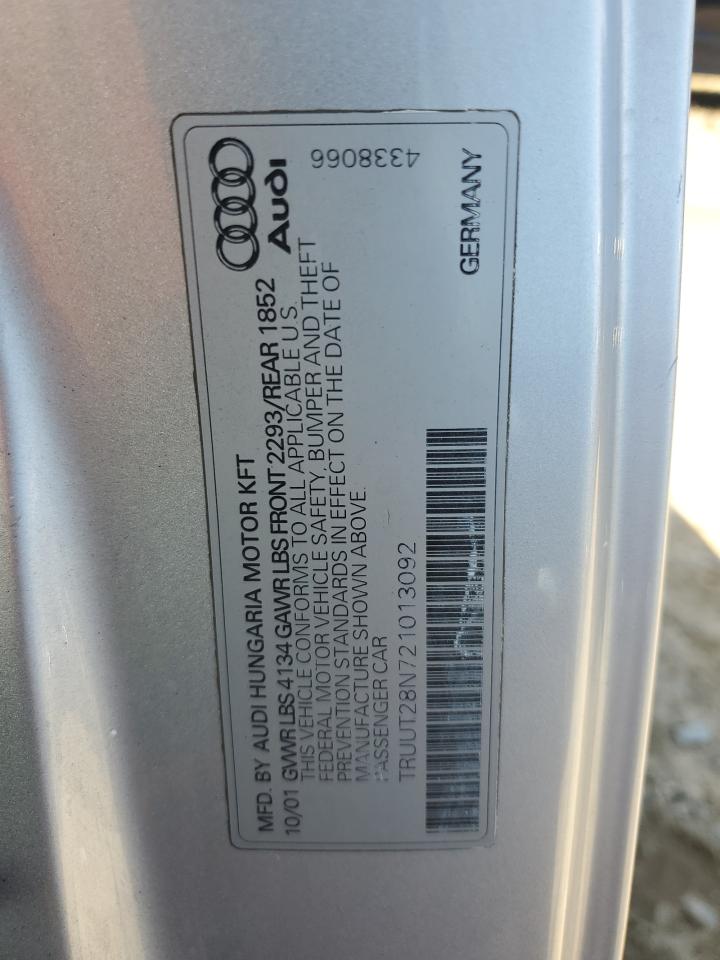 Audi
4338066
GERMANY
MFD. BY AUDI HUNGARIA MOTOR KFT
10/01 GVWR LBS 4134 GAWR LBS FRONT 2293/REAR 1852
THIS VEHICLE CONFORMS TO ALL APPLICABLE U.S.
FEDERAL MOTOR VEHICLE SAFETY, BUMPER AND THEFT
PREVENTION STANDARDS IN EFFECT ON THE DATE OF
MANUFACTURE SHOWN ABOVE.
PASSENGER CAR
TRUUT28N721013092